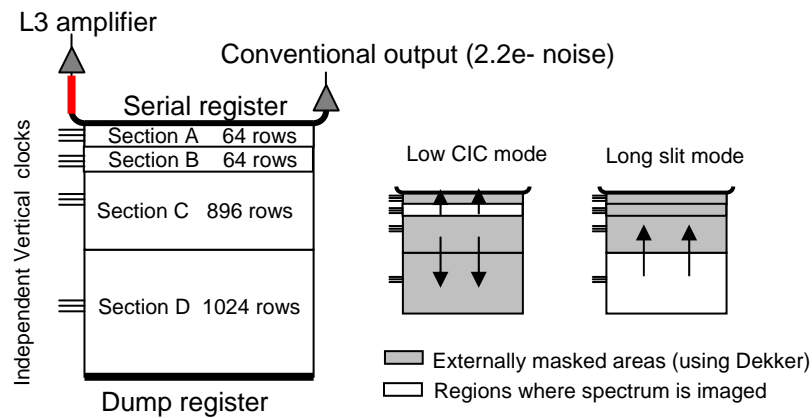 L3 amplifier
Conventional output (2.2e- noise)
Serial register
Independent Vertical clocks
Section A 64 rows
Section B 64 rows
Section C 896 rows
Section D 1024 rows
Dump register
Low CIC mode
Long slit mode
Externally masked areas (using Dekker)
Regions where spectrum is imaged